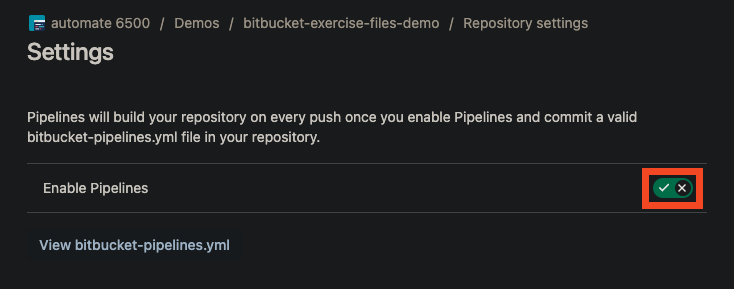 automate 6500 / Demos / bitbucket-exercise-files-demo / Repository settings
Settings
Pipelines will build your repository on every push once you enable Pipelines and commit a valid
bitbucket-pipelines.yml file in your repository.
Enable Pipelines
View bitbucket-pipelines.yml